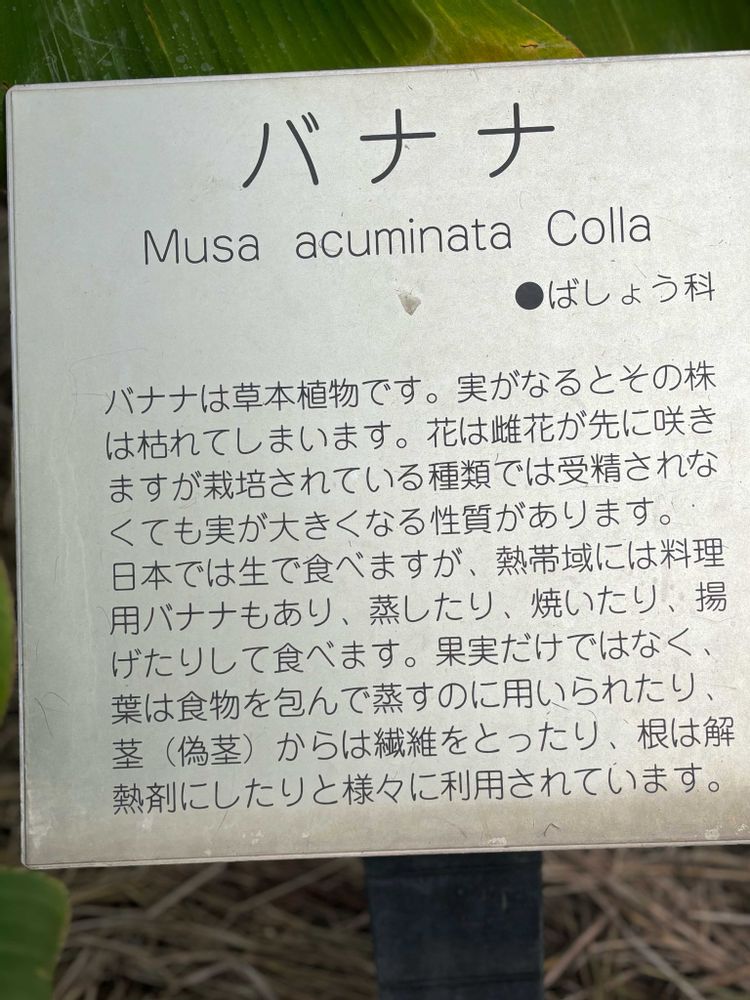 バナナ
Musa acuminata Colla
●ばしょう科
バナナは草本植物です。実がなるとその株
は枯れてしまいます。花は雌花が先に咲き
ますが栽培されている種類では受精されな
くても実が大きくなる性質があります。
日本では生で食べますが、熱帯域には料理
用バナナもあり、蒸したり、焼いたり、揚
げたりして食べます。果実だけではなく、
葉は食物を包んで蒸すのに用いられたり、
茎（偽茎）からは繊維をとったり、根は解
熱剤にしたりと様々に利用されています。